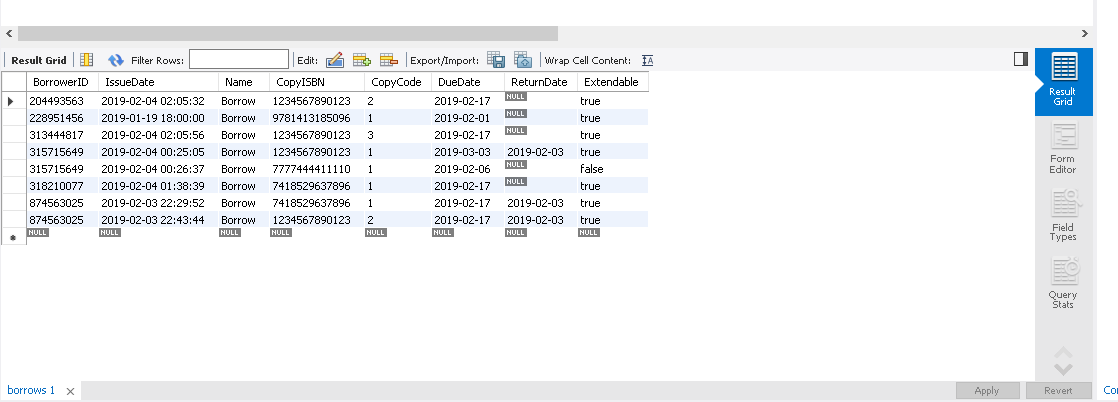 Result Grid Filter Rows: Edit: Export/Import: Wrap Cell Content:
BorrowerID IssueDate Name CopyISBN CopyCode DueDate ReturnDate Extendable
204493563 2019-02-04 02:05:32 Borrow 1234567890123 2 2019-02-17 NULL true
228951456 2019-01-19 18:00:00 Borrow 9781413185096 1 2019-02-01 NULL true
313444817 2019-02-04 02:05:56 Borrow 1234567890123 3 2019-02-17 NULL true
315715649 2019-02-04 00:25:05 Borrow 1234567890123 1 2019-03-03 2019-02-03 true
315715649 2019-02-04 00:26:37 Borrow 7777444411110 1 2019-02-06 NULL false
318210077 2019-02-04 01:38:39 Borrow 7418529637896 1 2019-02-17 NULL true
874563025 2019-02-03 22:29:52 Borrow 7418529637896 1 2019-02-17 2019-02-03 true
874563025 2019-02-03 22:43:44 Borrow 1234567890123 2 2019-02-17 2019-02-03 true
NULL NULL NULL NULL NULL NULL NULL NULL
Result
Grid
Form
Editor
Field
Types
Query
Stats
borrows 1 Apply Revert